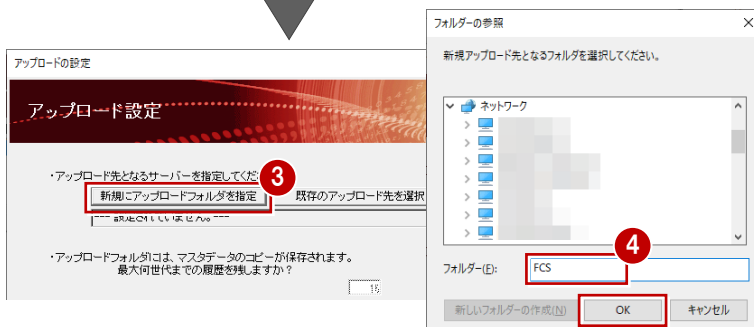 アップロードの設定
アップロード設定
・アップロード先となるサーバーを指定してくだ
3
新規にアップロードフォルダを指定
既存のアップロード先を選択
--- 設定されていません。---
・アップロードフォルダには、マスタデータのコピーが保存されます。
最大何世代までの履歴を残しますか?
フォルダーの参照
新規アップロード先となるフォルダを選択してください。
ネットワーク
4
フォルダー(F):
FCS
新しいフォルダーの作成(N)
OK
キャンセル